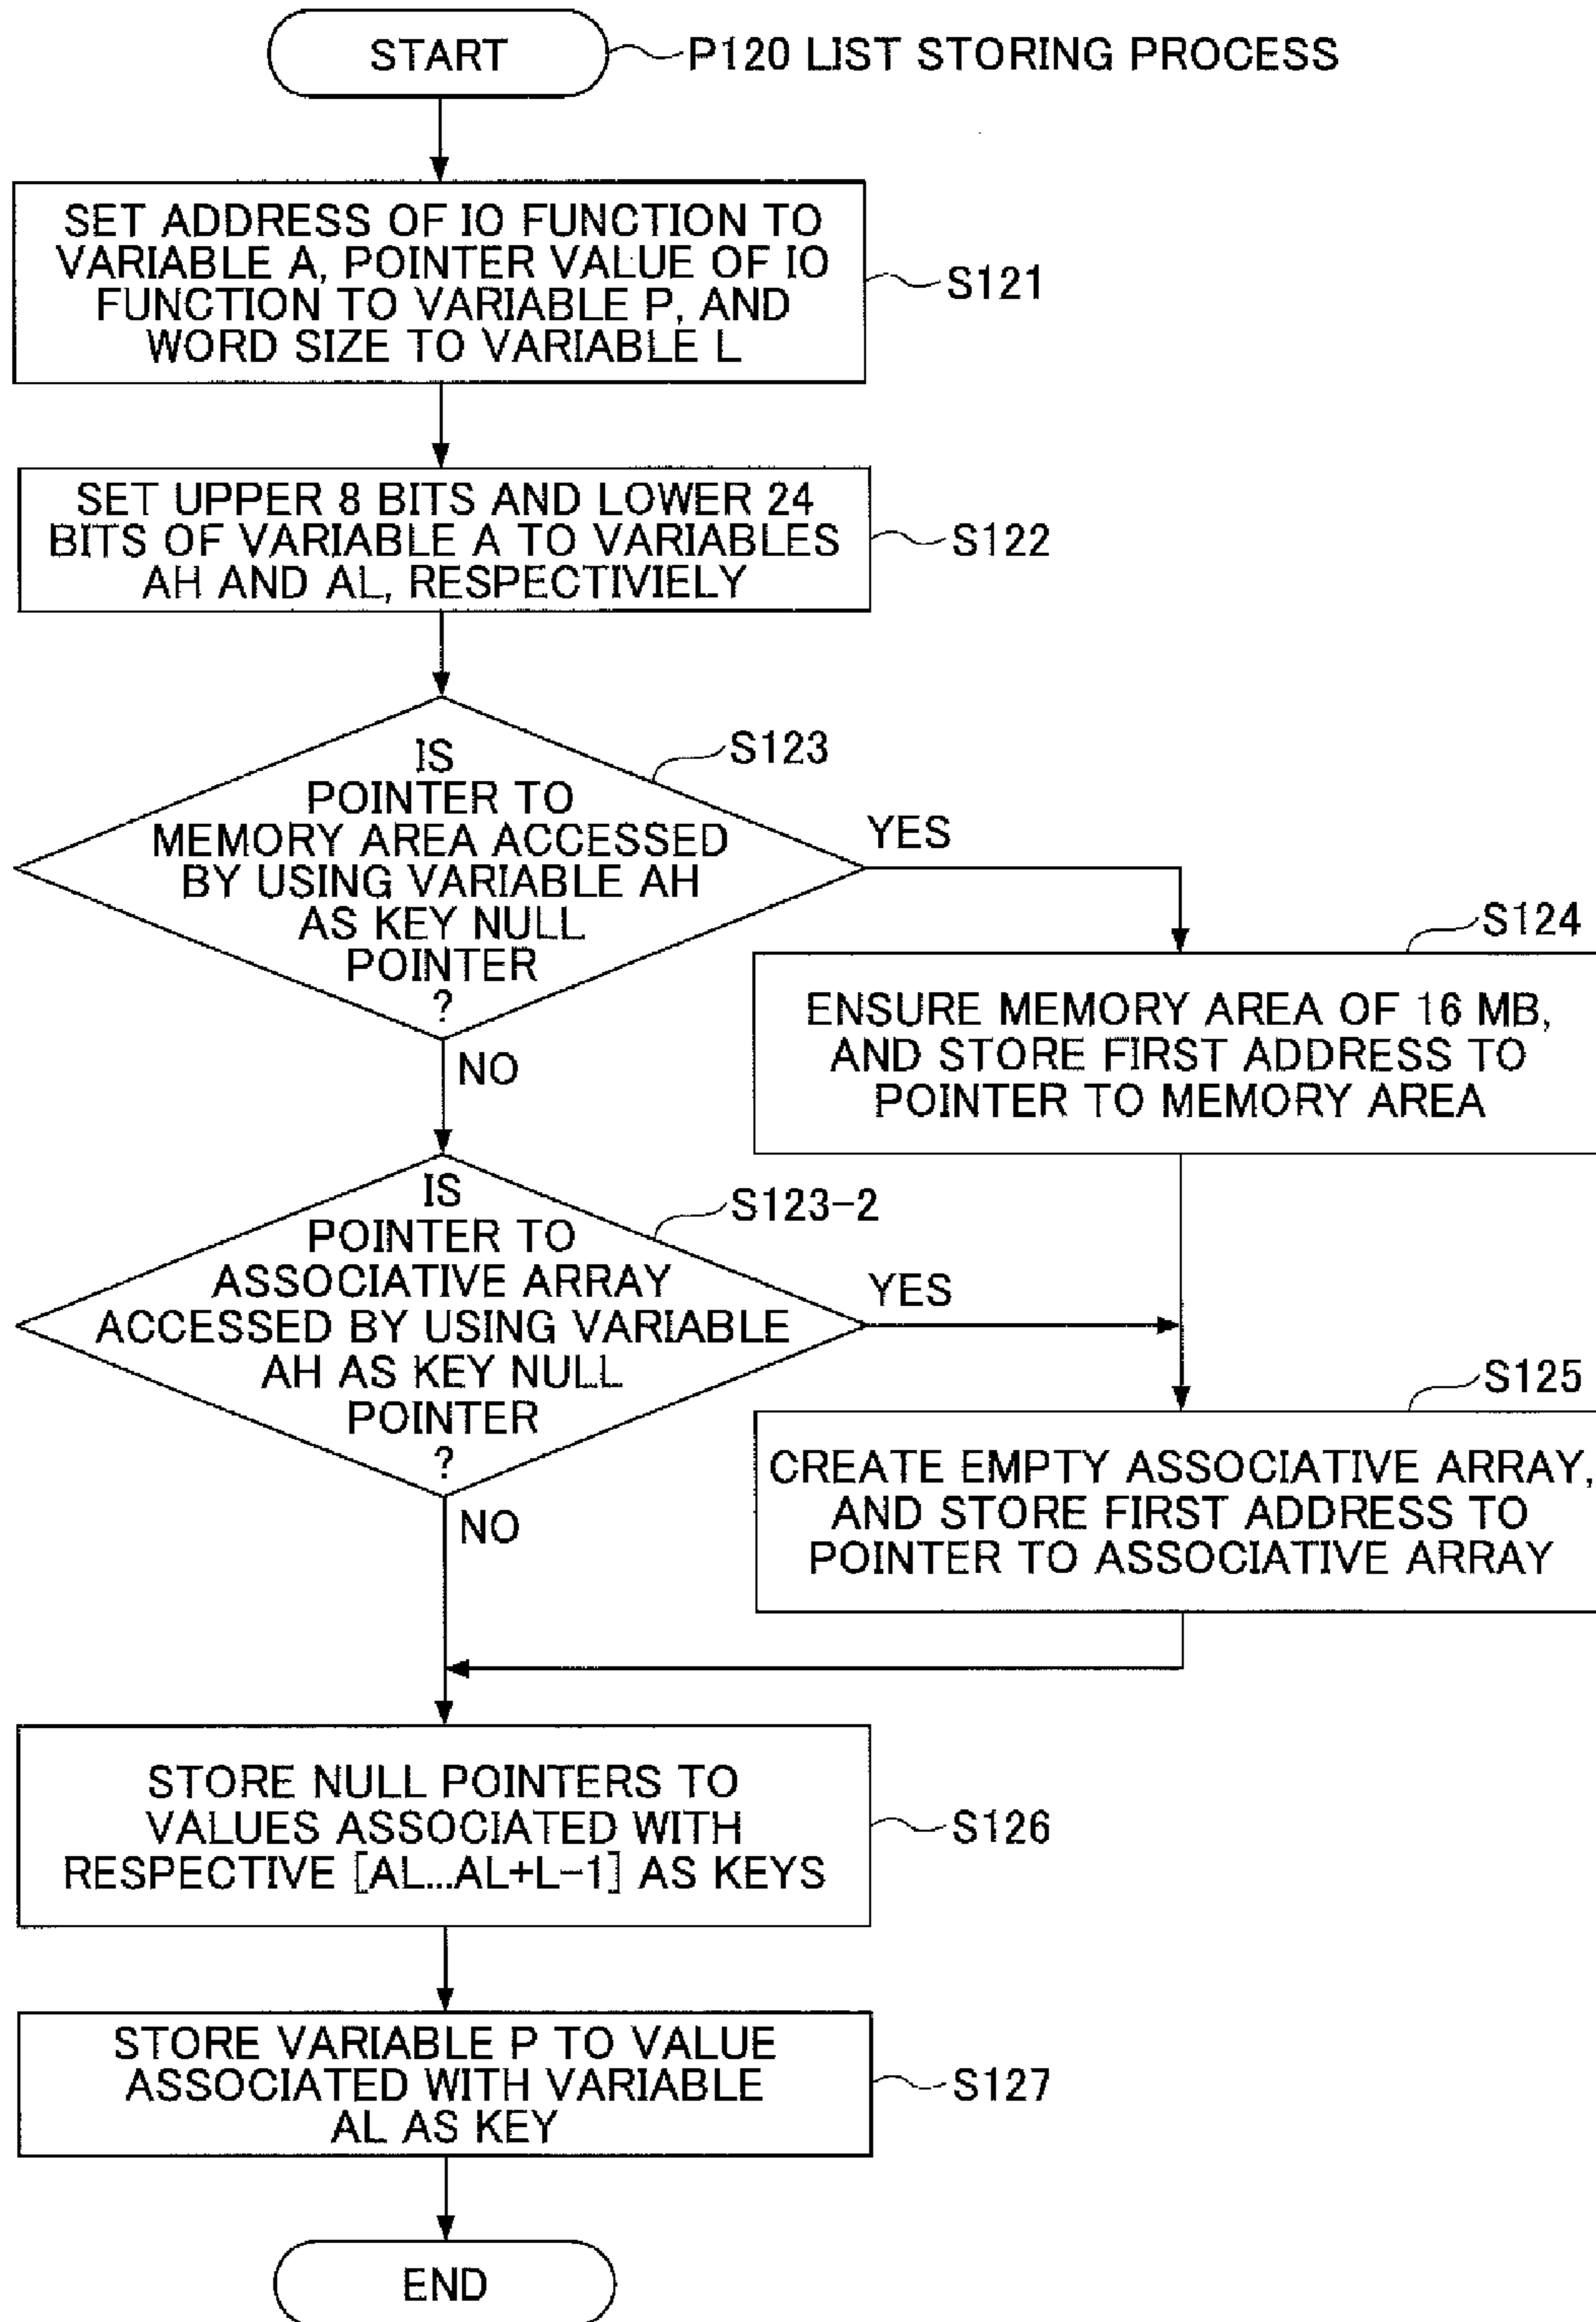 START
P120 LIST STORING PROCESS
SET ADDRESS OF IO FUNCTION TO
VARIABLE A, POINTER VALUE OF IO
FUNCTION TO VARIABLE P, AND
WORD SIZE TO VARIABLE L
S121
SET UPPER 8 BITS AND LOWER 24
BITS OF VARIABLE A TO VARIABLES
AH AND AL, RESPECTIVIELY
S122
IS
POINTER TO
MEMORY AREA ACCESSED
BY USING VARIABLE AH
AS KEY NULL
POINTER
?
S123
YES
NO
S124
ENSURE MEMORY AREA OF 16 MB,
AND STORE FIRST ADDRESS TO
POINTER TO MEMORY AREA
IS
POINTER TO
ASSOCIATIVE ARRAY
ACCESSED BY USING VARIABLE
AH AS KEY NULL
POINTER
?
S123-2
YES
NO
S125
CREATE EMPTY ASSOCIATIVE ARRAY,
AND STORE FIRST ADDRESS TO
POINTER TO ASSOCIATIVE ARRAY
STORE NULL POINTERS TO
VALUES ASSOCIATED WITH
RESPECTIVE [AL...AL+L-1] AS KEYS
S126
STORE VARIABLE P TO VALUE
ASSOCIATED WITH VARIABLE
AL AS KEY
S127
END